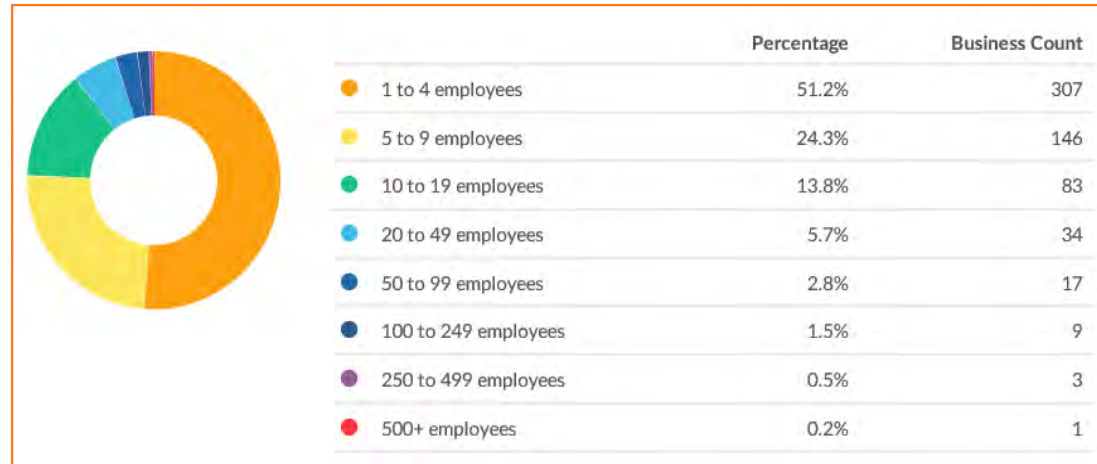 Percentage Business Count
1 to 4 employees 51.2% 307
5 to 9 employees 24.3% 146
10 to 19 employees 13.8% 83
20 to 49 employees 5.7% 34
50 to 99 employees 2.8% 17
100 to 249 employees 1.5% 9
250 to 499 employees 0.5% 3
500+ employees 0.2% 1